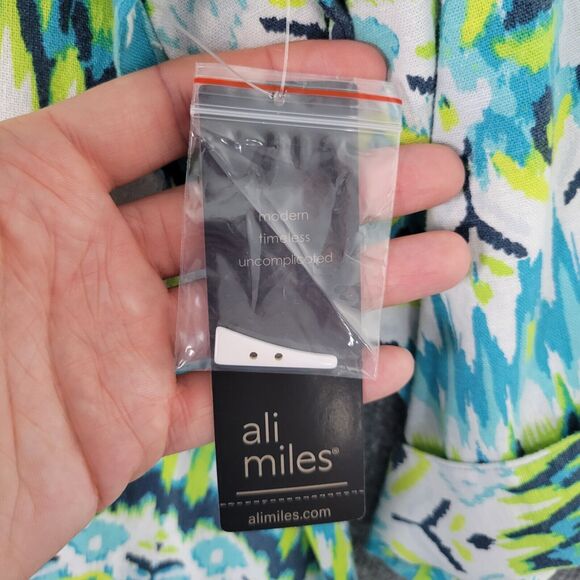 modern
timeless
uncomplicated
ali
miles®
alimiles.com